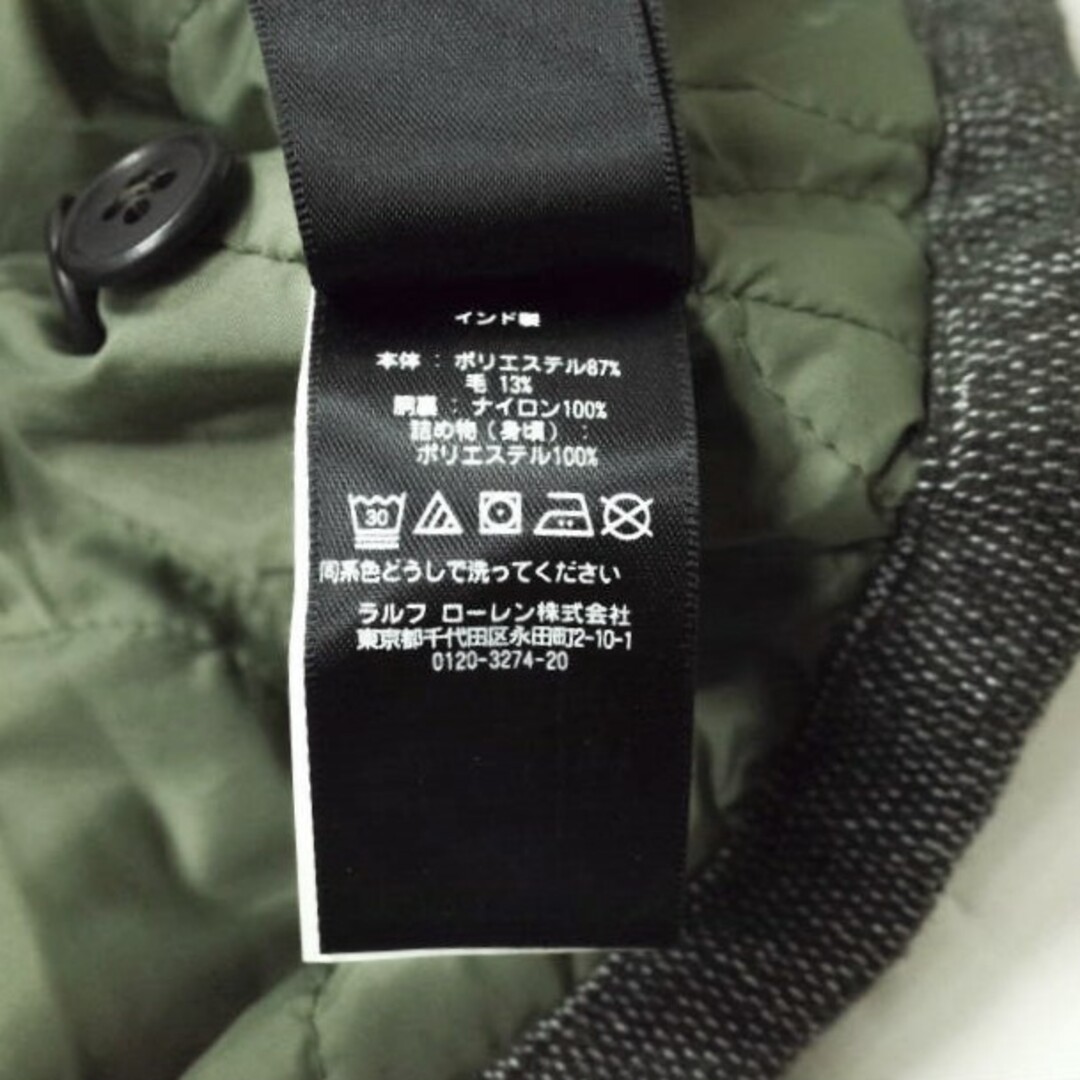 インド製
本体 : ポリエステル87%
毛 13%
胴裏 : ナイロン100%
詰め物(身頃) :
ポリエステル100%
30
同系色どうしで洗ってください
ラルフ ローレン株式会社
東京都千代田区永田町2-10-1
0120-3274-20